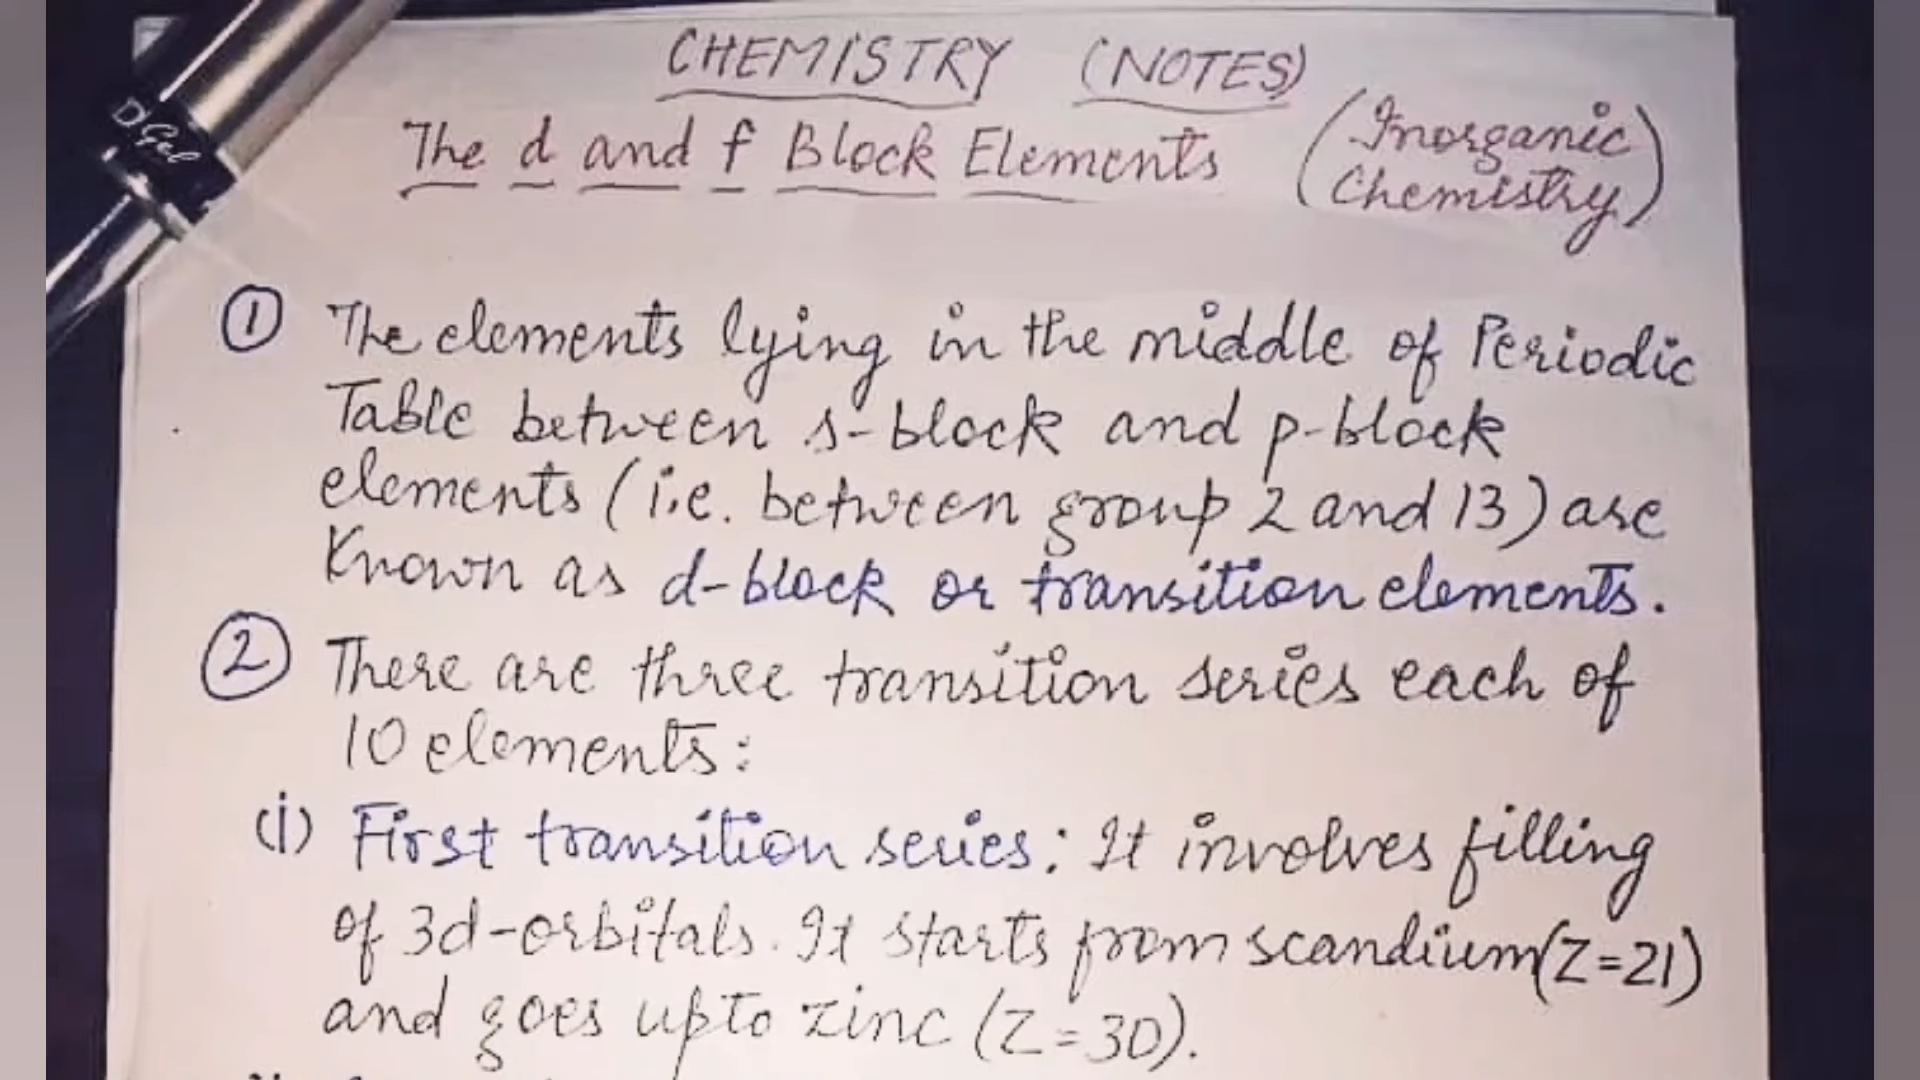 CHEMISTRY (NOTES)
The d and f Block Elements (Inorganic Chemistry)
D.Gel
① The elements lying in the middle of Periodic
Table between s-block and p-block
elements (i.e. between group 2 and 13) are
Known as d-block or transition elements.
② There are three transition series each of
10 elements:
(i) First transition series: It involves filling
of 3d-orbitals. It starts from scandium(Z=21)
and goes upto zinc (Z=30).